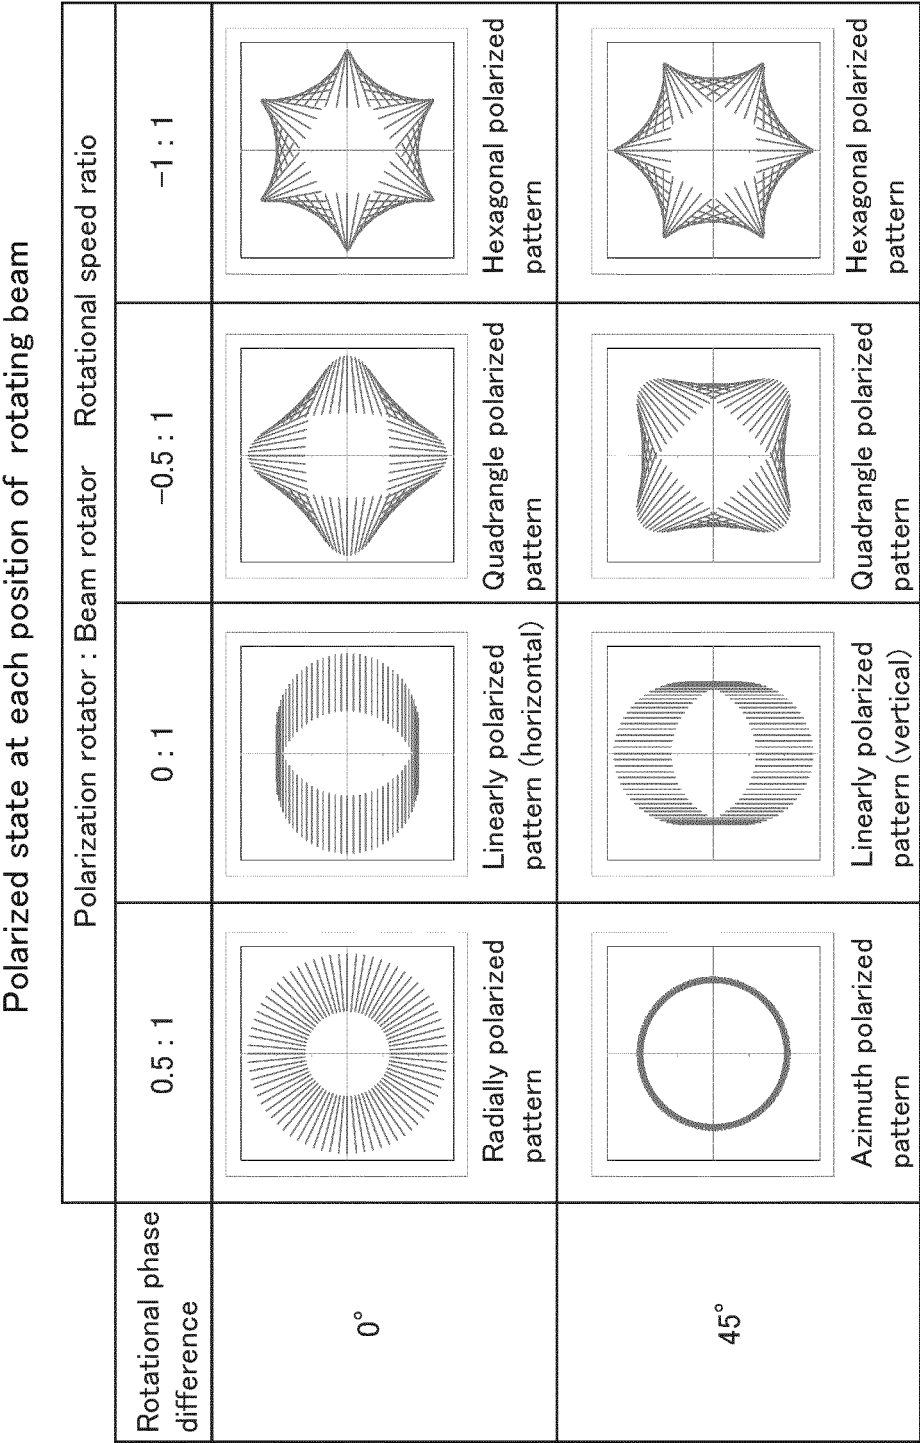 Polarized state at each position of rotating beam
Polarization rotator : Beam rotator Rotational speed ratio
Rotational phase
difference
0.5 : 1
0 : 1
−0.5 : 1
−1 : 1
0°
Radially polarized
pattern
Linearly polarized
pattern (horizontal)
Quadrangle polarized
pattern
Hexagonal polarized
pattern
45°
Azimuth polarized
pattern
Linearly polarized
pattern (vertical)
Quadrangle polarized
pattern
Hexagonal polarized
pattern